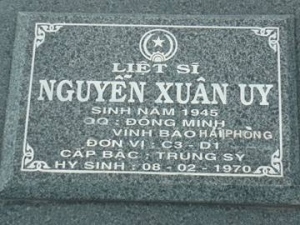 LIỆT SĨ
NGUYỄN XUÂN UY
SINH NĂM 1945
QQ : ĐÔNG MINH
VĨNH BẢO HẢI PHÒNG
ĐƠN VỊ : C3 - D1
CẤP BẬC : TRUNG SỸ
HY SINH : 08 - 02 - 1970